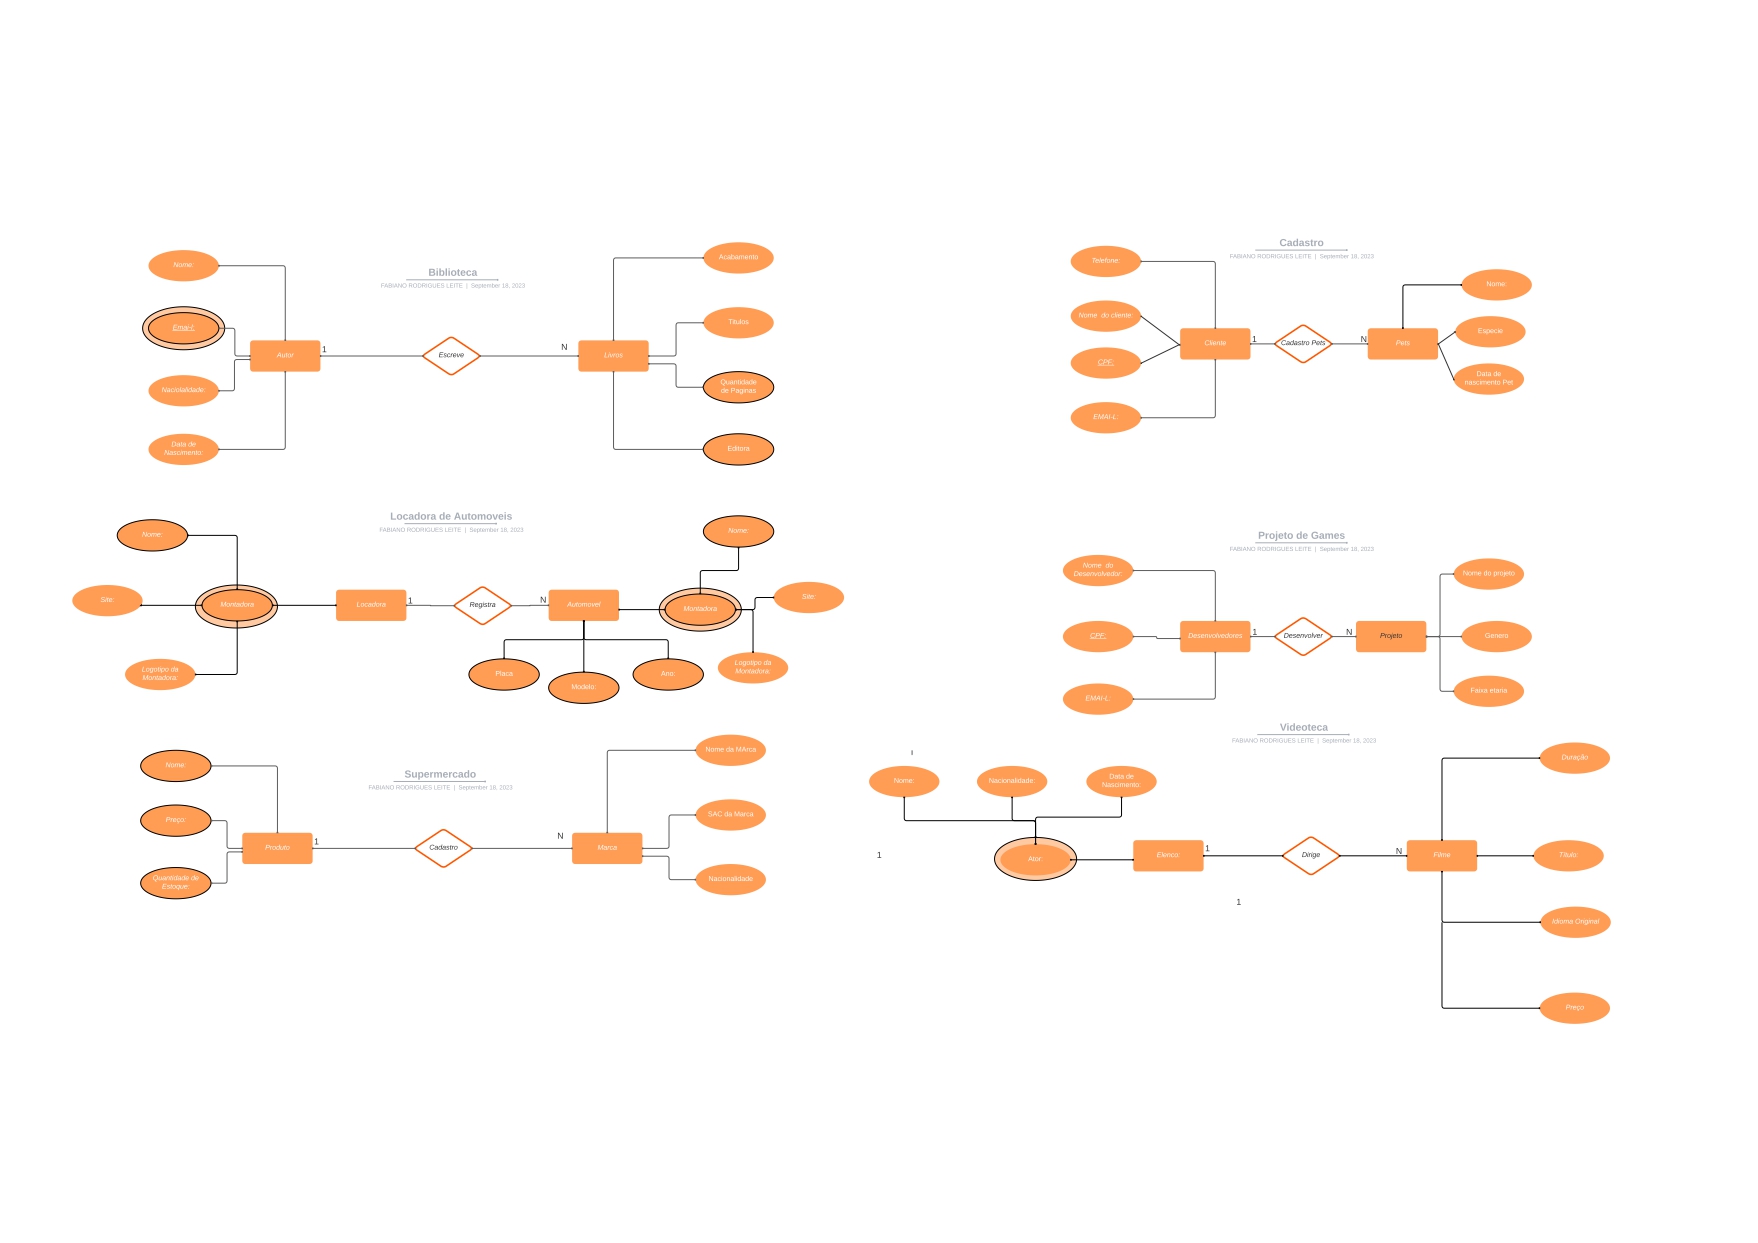 Biblioteca
FABIANO RODRIGUES LEITE | September 18, 2023
Nome:
Emai-l:
Nacinlalidade:
Data de
Nascimento:
Autor
1
Escreve
N
Livros
Acabamento
Titulos
Quantidade
de Paginas
Editora
Cadastro
FABIANO RODRIGUES LEITE | September 18, 2023
Telefone:
Nome do cliente:
CPF:
EMAI-L:
Cliente
1
Cadastro Pets
N
Pets
Nome:
Especie
Data de
nascimento Pet
Locadora de Automoveis
FABIANO RODRIGUES LEITE | September 18, 2023
Nome:
Site:
Montadora
Logotipo da
Montadora:
Locadora
1
Registra
N
Automovel
Placa
Modelo:
Ano:
Montadora
Nome:
Site:
Logotipo da
Montadora:
Projeto de Games
FABIANO RODRIGUES LEITE | September 18, 2023
Nome do
Desenvolvedor:
CPF:
EMAI-L:
Desenvolvedores
1
Desenvolver
N
Projeto
Nome do projeto
Genero
Faixa etaria
Supermercado
FABIANO RODRIGUES LEITE | September 18, 2023
Nome:
Preço:
Quantidade de
Estoque:
Produto
1
Cadastro
N
Marca
Nome da MArca
SAC da Marca
Nacionalidade
Videoteca
FABIANO RODRIGUES LEITE | September 18, 2023
Nome:
Nacionalidade:
Data de
Nascimento:
1
Ator:
Elenco:
1
Dirige
1
N
Filme
Duração
Título:
Idioma Original
Preço